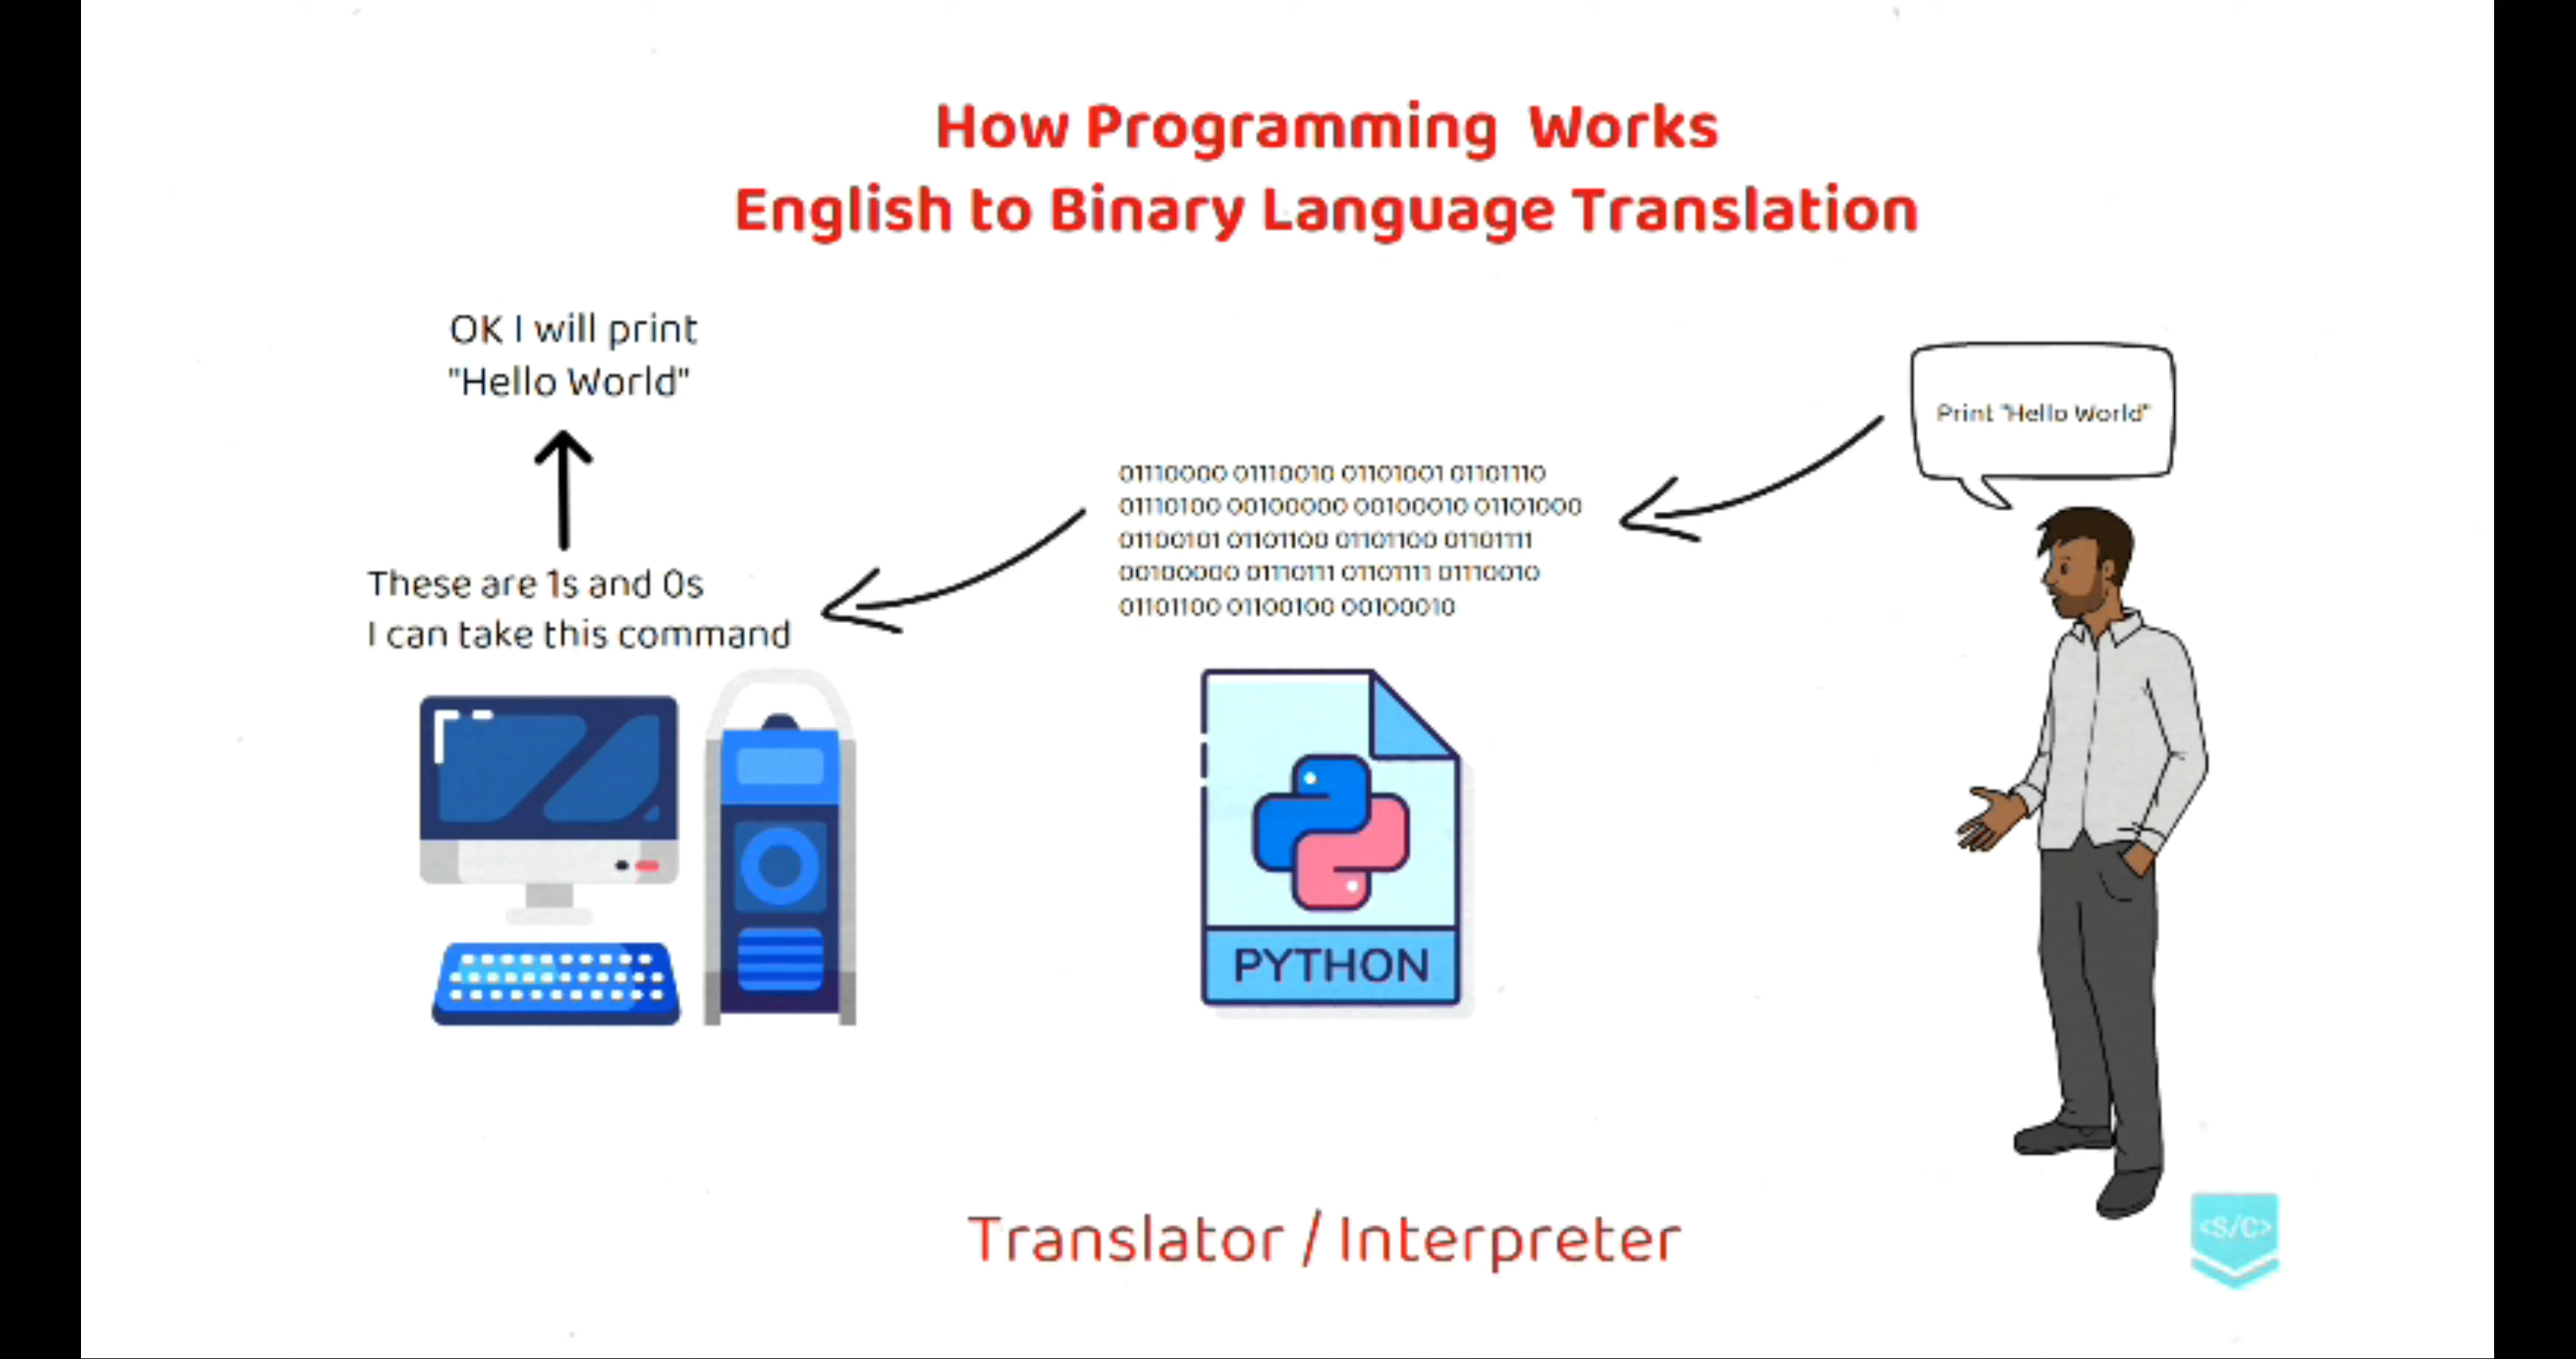 How Programming Works
English to Binary Language Translation
OK I will print
"Hello World"
Print "Hello World"
01110000 01110010 01101001 01101110
01110100 00100000 00100010 01101000
01100101 01101100 01101100 01101111
00100000 01110111 01101111 01110010
01101100 01100100 00100010
These are 1s and 0s
I can take this command
PYTHON
Translator / Interpreter
<S/C>